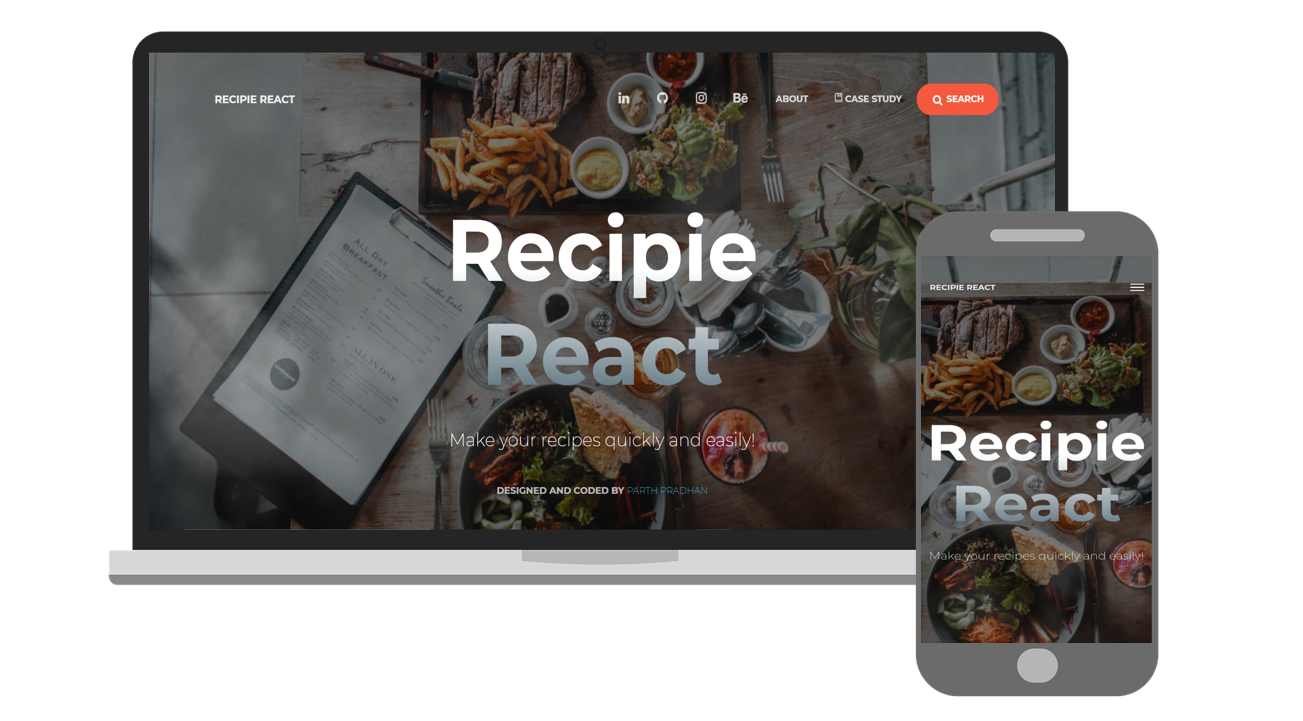 RECIPIE REACT
Bē
ABOUT
CASE STUDY
SEARCH
ALL DAY
BREAKFAST
Smoothie Bowls
ALL IN ONE
Recipie
React
Make your recipes quickly and easily!
DESIGNED AND CODED BY PARTH PRADHAN
RECIPIE REACT
Recipie
React
Make your recipes quickly and easily!